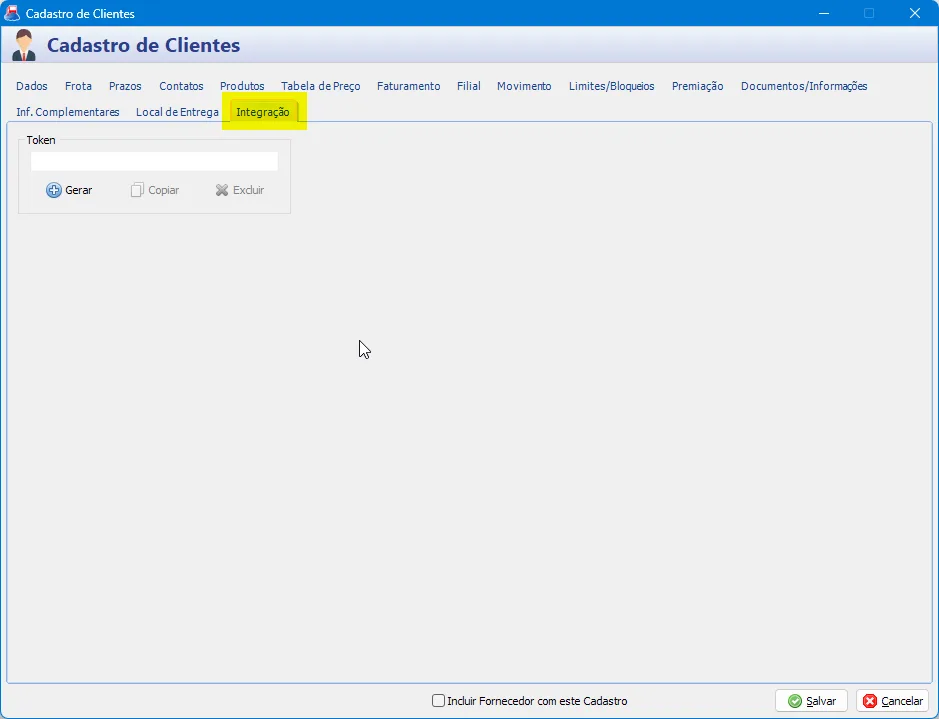 Cadastro de Clientes
Cadastro de Clientes
Dados Frota Prazos Contatos Produtos Tabela de Preço Faturamento Filial Movimento Limites/Bloqueios Premiação Documentos/Informações
Inf. Complementares Local de Entrega Integração
Token
Gerar Copiar Excluir
Incluir Fornecedor com este Cadastro Salvar Cancelar